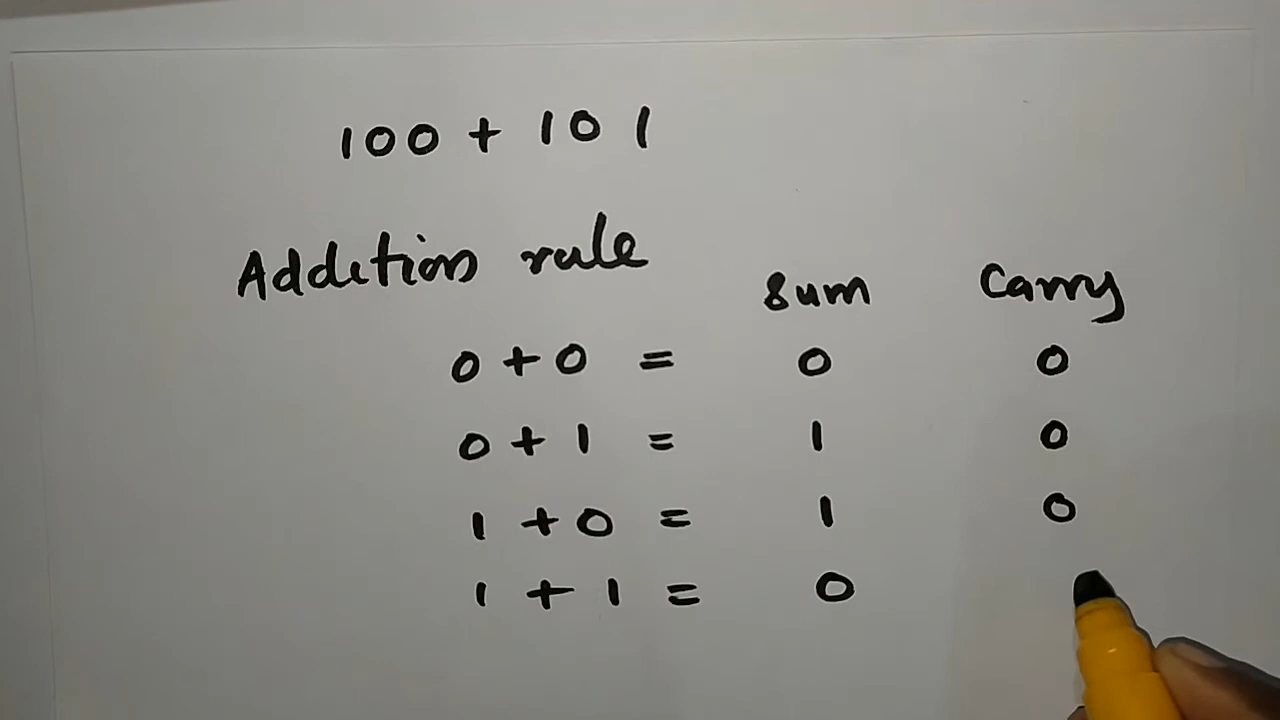 100 + 101
Addition rule
Sum Carry
0 + 0 = 0 0
0 + 1 = 1 0
1 + 0 = 1 0
1 + 1 = 0